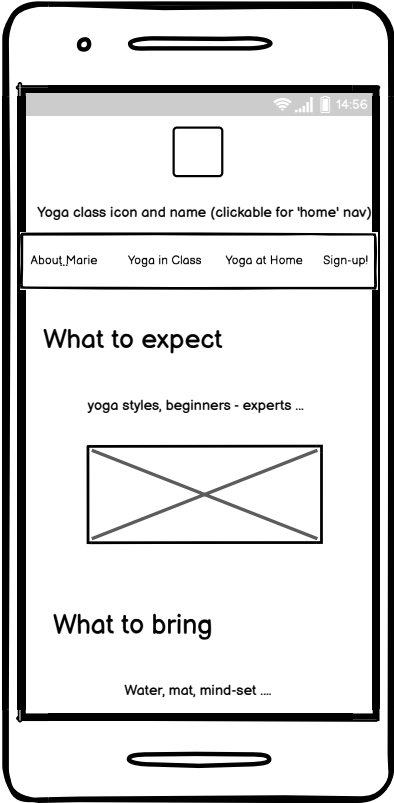 14:56
Yoga class icon and name (clickable for 'home' nav)
About Marie Yoga in Class Yoga at Home Sign-up!
What to expect
yoga styles, beginners - experts ...
What to bring
Water, mat, mind-set ....